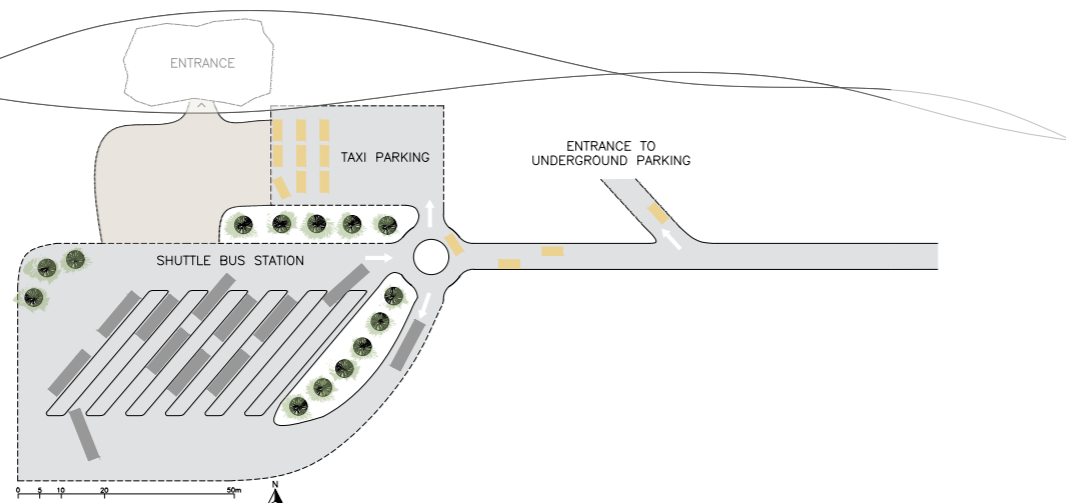 ENTRANCE
TAXI PARKING
ENTRANCE TO
UNDERGROUND PARKING
SHUTTLE BUS STATION
0 5 10 20 50m
N